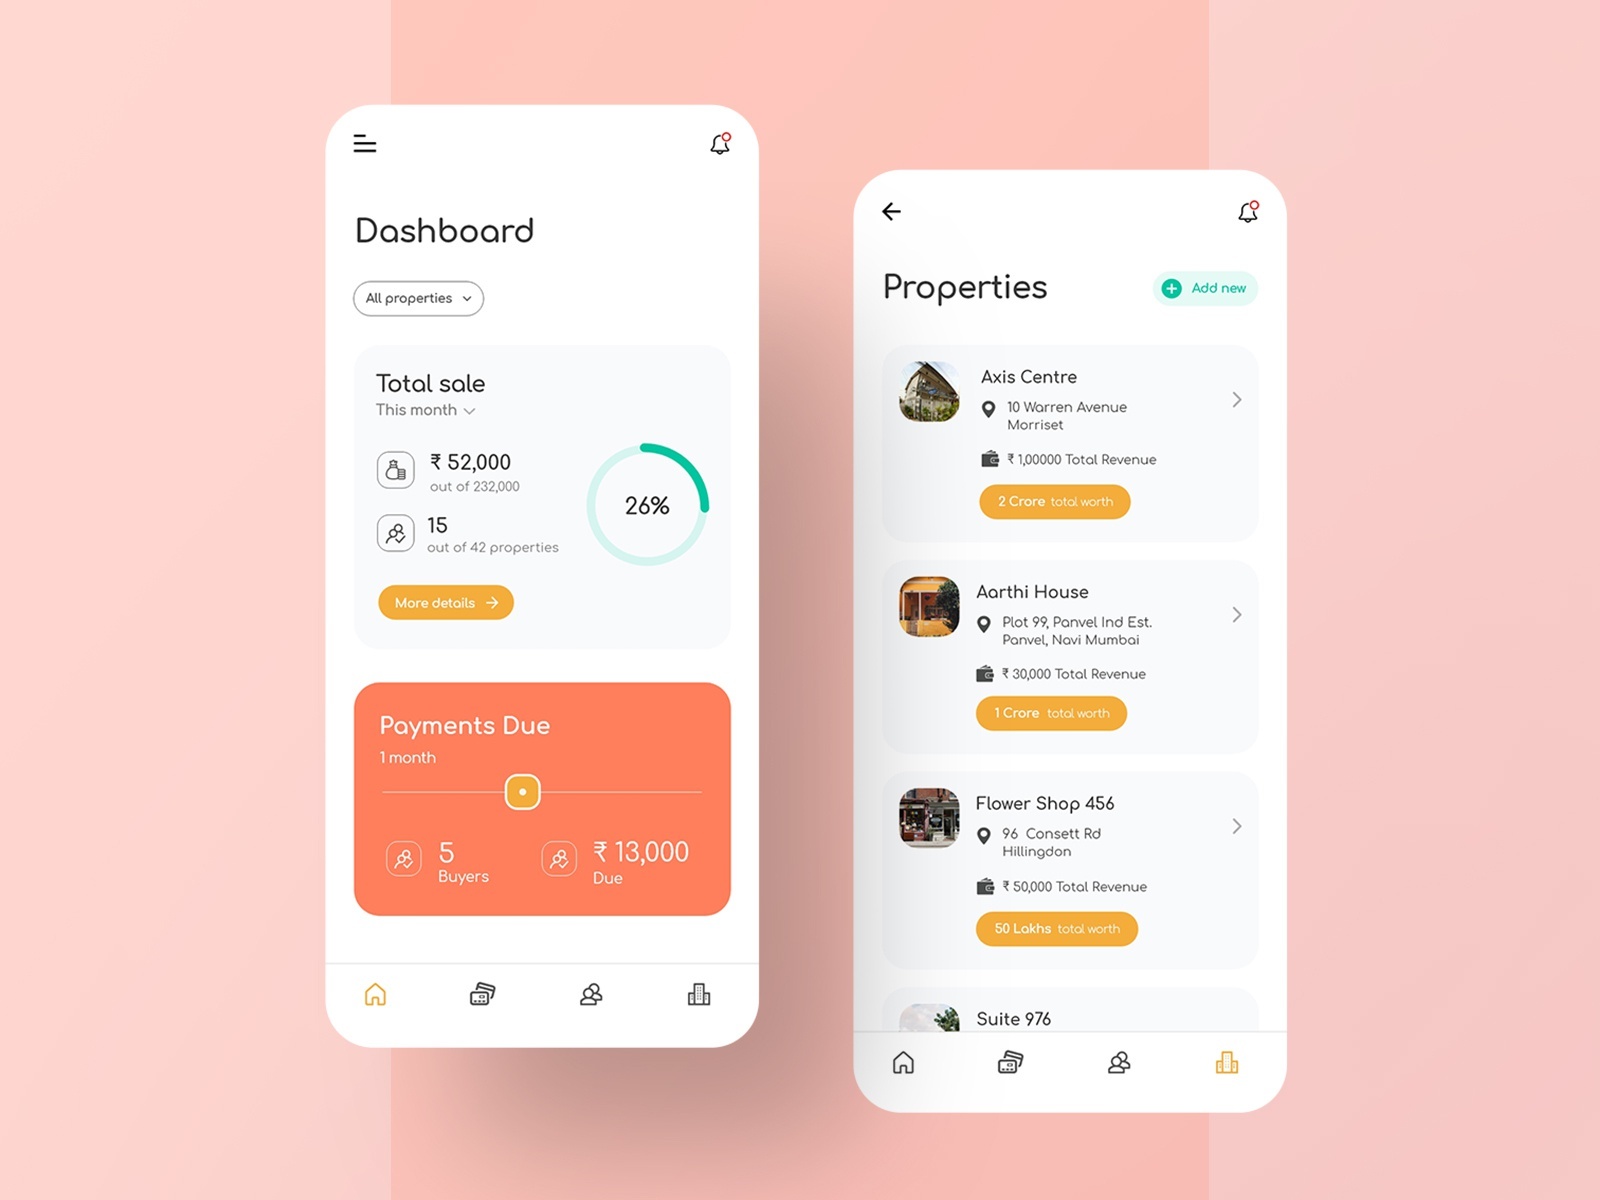 Dashboard
All properties
Total sale
This month
₹ 52,000
out of 232,000
15
out of 42 properties
26%
More details
Payments Due
1 month
5
Buyers
₹ 13,000
Due
Properties
Add new
Axis Centre
10 Warren Avenue
Morriset
₹ 1,00000 Total Revenue
2 Crore total worth
Aarthi House
Plot 99, Panvel Ind Est.
Panvel, Navi Mumbai
₹ 30,000 Total Revenue
1 Crore total worth
Flower Shop 456
96 Consett Rd
Hillingdon
₹ 50,000 Total Revenue
50 Lakhs total worth
Suite 976